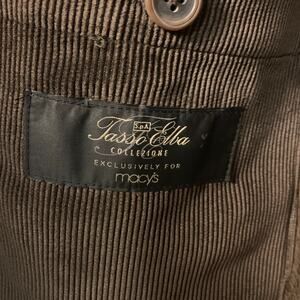 S.p.A
Tasso Elba
COLLEZIONE
EXCLUSIVELY FOR
macy's